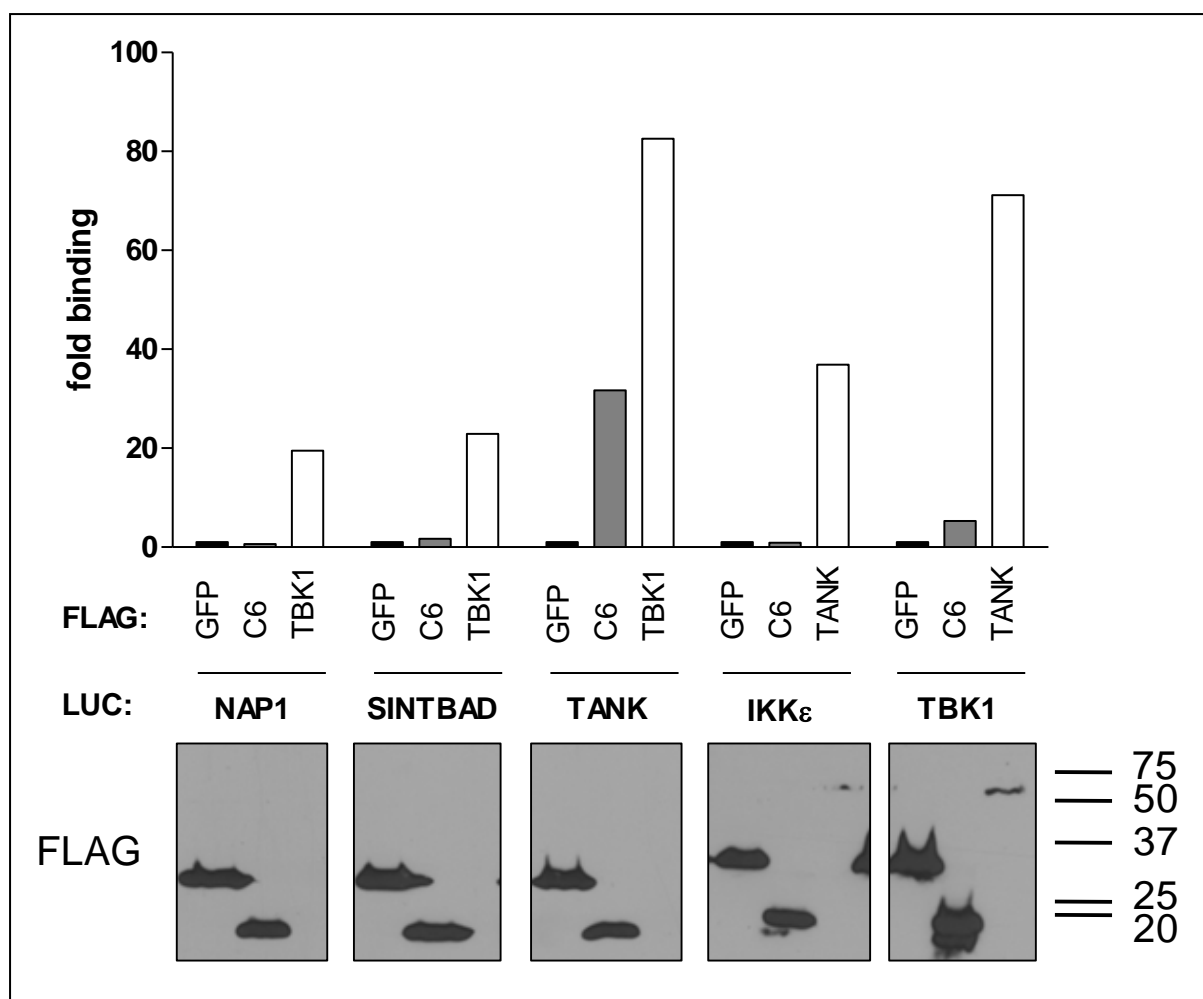 100
80
60
40
20
0
fold binding
FLAG: GFP C6 TBK1 GFP C6 TBK1 GFP C6 TBK1 GFP C6 TANK GFP C6 TANK
LUC: NAP1 SINTBAD TANK IKKε TBK1
FLAG
75
50
37
25
20